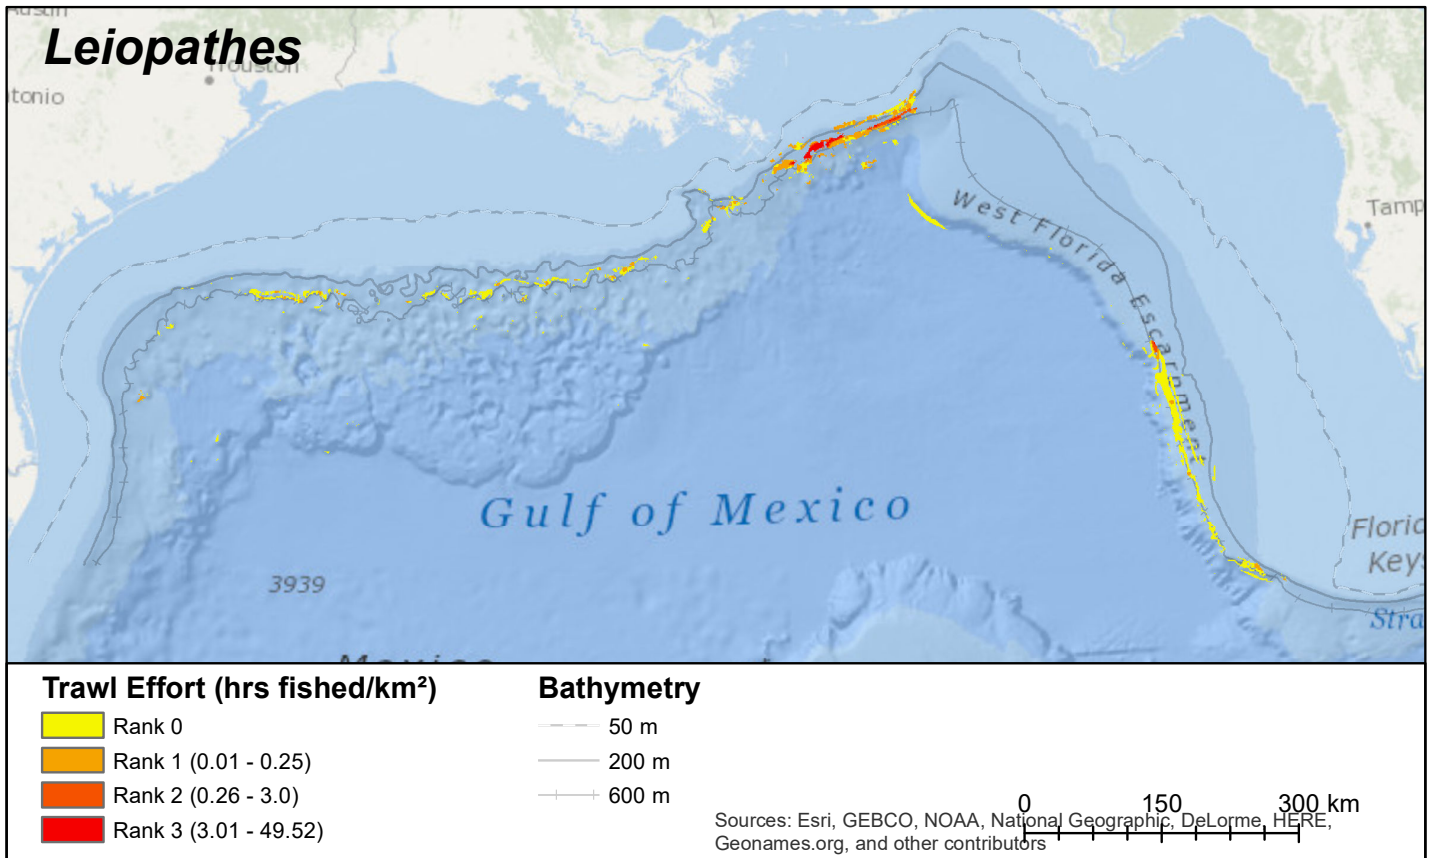 Austin
Leiopathes
Houston
tonio
Tamp
West Florida Escarpment
Gulf of Mexico
Florid
Keys
3939
Stra
Mexico
Trawl Effort (hrs fished/km²)
Rank 0
Rank 1 (0.01 - 0.25)
Rank 2 (0.26 - 3.0)
Rank 3 (3.01 - 49.52)
Bathymetry
50 m
200 m
600 m
0 150 300 km
Sources: Esri, GEBCO, NOAA, National Geographic, DeLorme, HERE,
Geonames.org, and other contributors